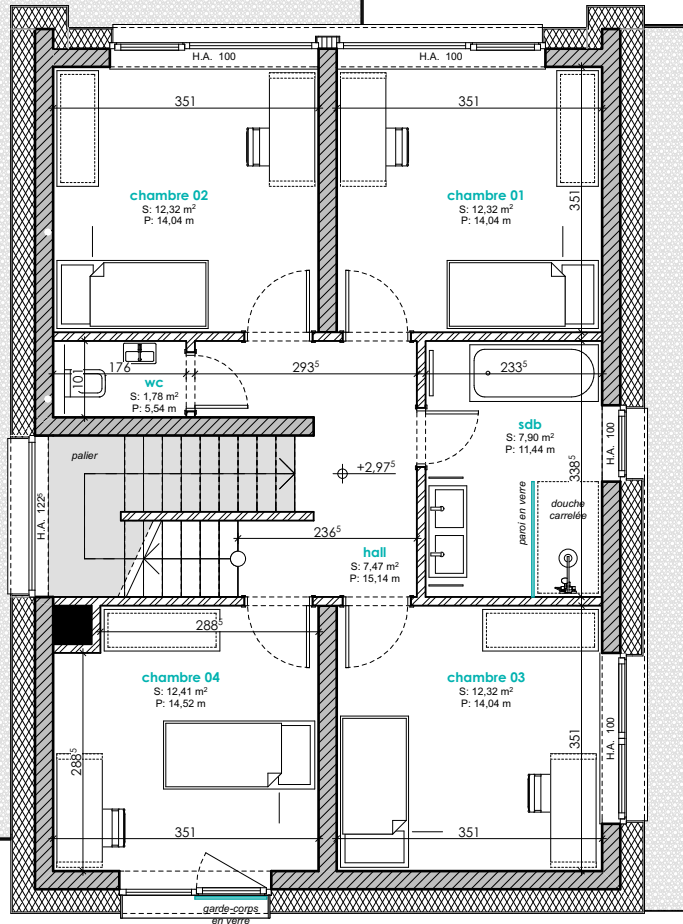 H.A. 100
H.A. 100
351
351
chambre 02
S: 12,32 m²
P: 14,04 m
chambre 01
S: 12,32 m²
P: 14,04 m
351
176
293⁵
233⁵
101
wc
S: 1,78 m²
P: 5,54 m
sdb
S: 7,90 m²
P: 11,44 m
H.A. 100
palier
+2,97⁵
338⁵
H.A. 122⁵
paroi en verre
douche
carrelée
236⁵
hall
S: 7,47 m²
P: 15,14 m
288⁵
chambre 04
S: 12,41 m²
P: 14,52 m
chambre 03
S: 12,32 m²
P: 14,04 m
288⁵
351
H.A. 100
351
351
garde-corps
en verre